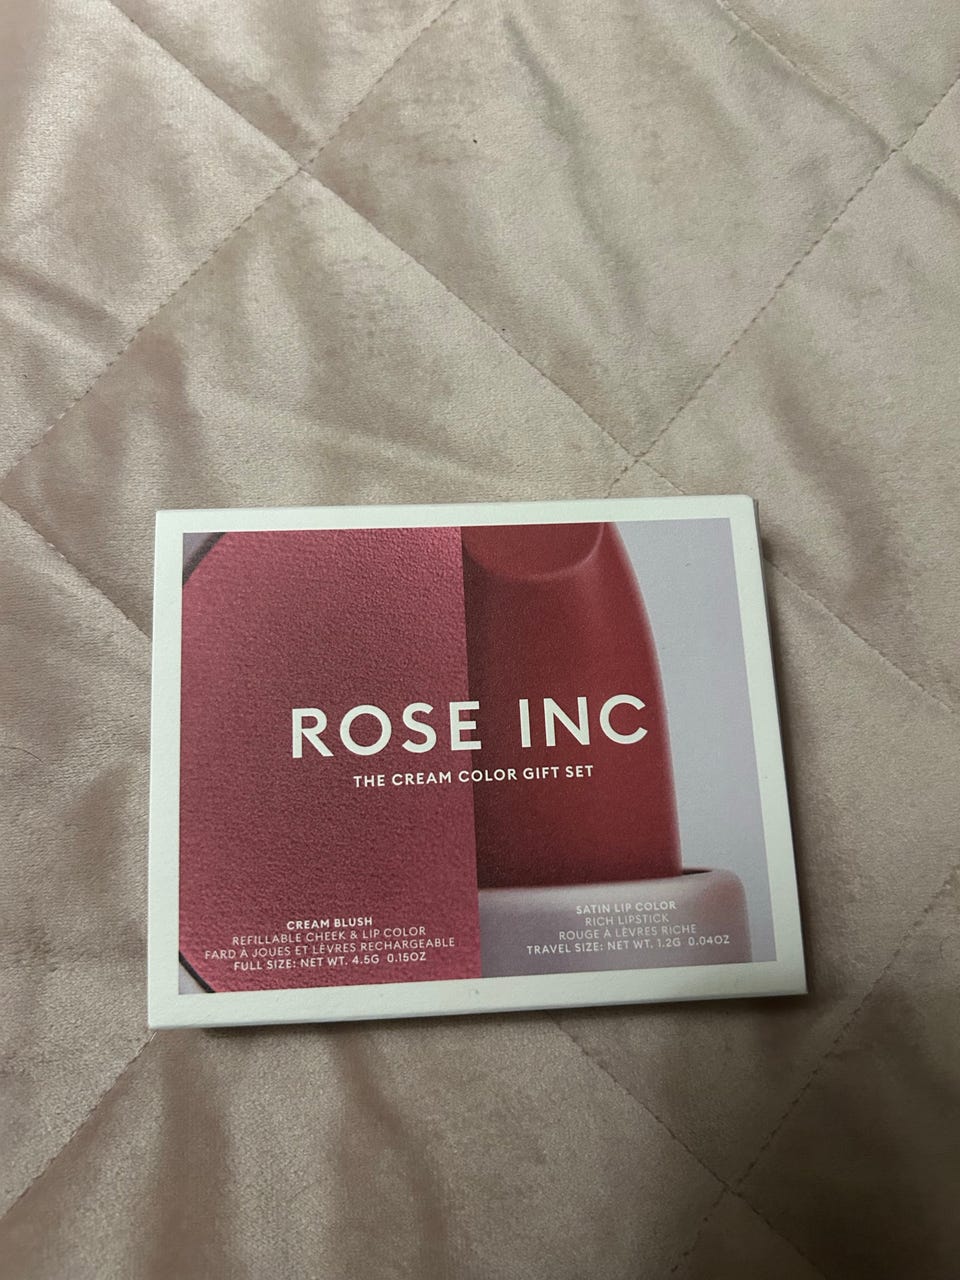 ROSE INC
THE CREAM COLOR GIFT SET
CREAM BLUSH
REFILLABLE CHEEK & LIP COLOR
FARD À JOUES ET LÈVRES RECHARGEABLE
FULL SIZE: NET WT. 4.5G 0.15OZ
SATIN LIP COLOR
RICH LIPSTICK
ROUGE À LÈVRES RICHE
TRAVEL SIZE: NET WT. 1.2G 0.04OZ